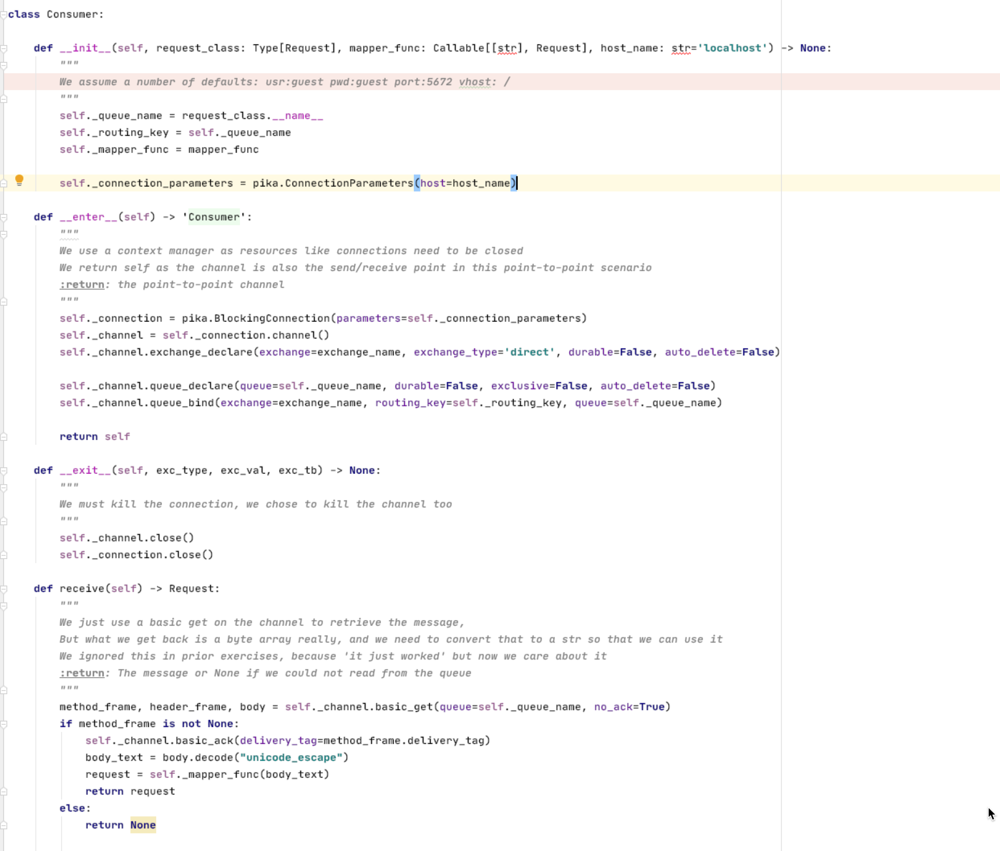 class Consumer:
def __init__(self, request_class: Type[Request], mapper_func: Callable[[str], Request], host_name: str='localhost') -> None:
"""
We assume a number of defaults: usr:guest pwd:guest port:5672 vhost: /
"""
self._queue_name = request_class.__name__
self._routing_key = self._queue_name
self._mapper_func = mapper_func
self._connection_parameters = pika.ConnectionParameters(host=host_name)
def __enter__(self) -> 'Consumer':
"""
We use a context manager as resources like connections need to be closed
We return self as the channel is also the send/receive point in this point-to-point scenario
:return: the point-to-point channel
"""
self._connection = pika.BlockingConnection(parameters=self._connection_parameters)
self._channel = self._connection.channel()
self._channel.exchange_declare(exchange=exchange_name, exchange_type='direct', durable=False, auto_delete=False)
self._channel.queue_declare(queue=self._queue_name, durable=False, exclusive=False, auto_delete=False)
self._channel.queue_bind(exchange=exchange_name, routing_key=self._routing_key, queue=self._queue_name)
return self
def __exit__(self, exc_type, exc_val, exc_tb) -> None:
"""
We must kill the connection, we chose to kill the channel too
"""
self._channel.close()
self._connection.close()
def receive(self) -> Request:
"""
We just use a basic get on the channel to retrieve the message,
But what we get back is a byte array really, and we need to convert that to a str so that we can use it
We ignored this in prior exercises, because 'it just worked' but now we care about it
:return: The message or None if we could not read from the queue
"""
method_frame, header_frame, body = self._channel.basic_get(queue=self._queue_name, no_ack=True)
if method_frame is not None:
self._channel.basic_ack(delivery_tag=method_frame.delivery_tag)
body_text = body.decode("unicode_escape")
request = self._mapper_func(body_text)
return request
else:
return None